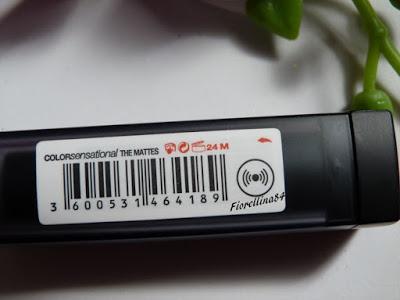 COLORsensational THE MATTES 24 M
3 600531 464189
Fiorellina84